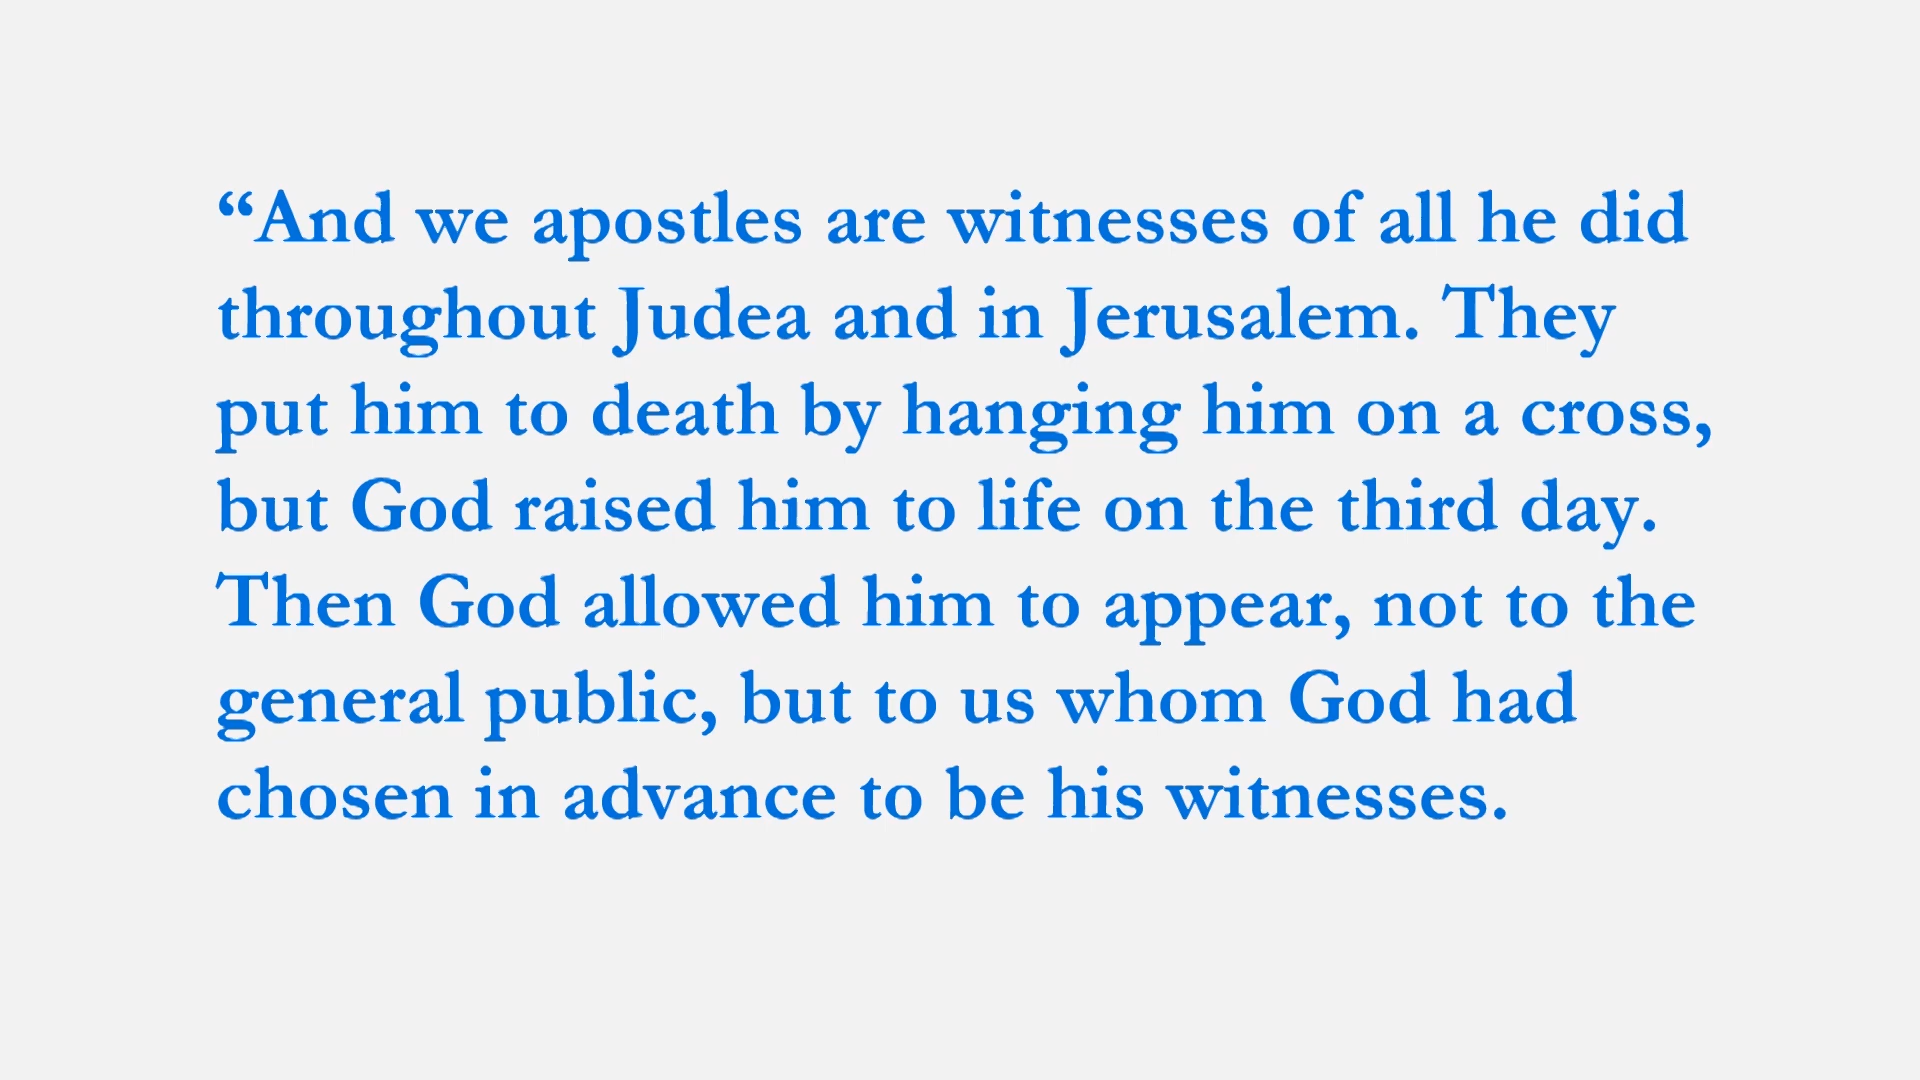 “And we apostles are witnesses of all he did
throughout Judea and in Jerusalem. They
put him to death by hanging him on a cross,
but God raised him to life on the third day.
Then God allowed him to appear, not to the
general public, but to us whom God had
chosen in advance to be his witnesses.